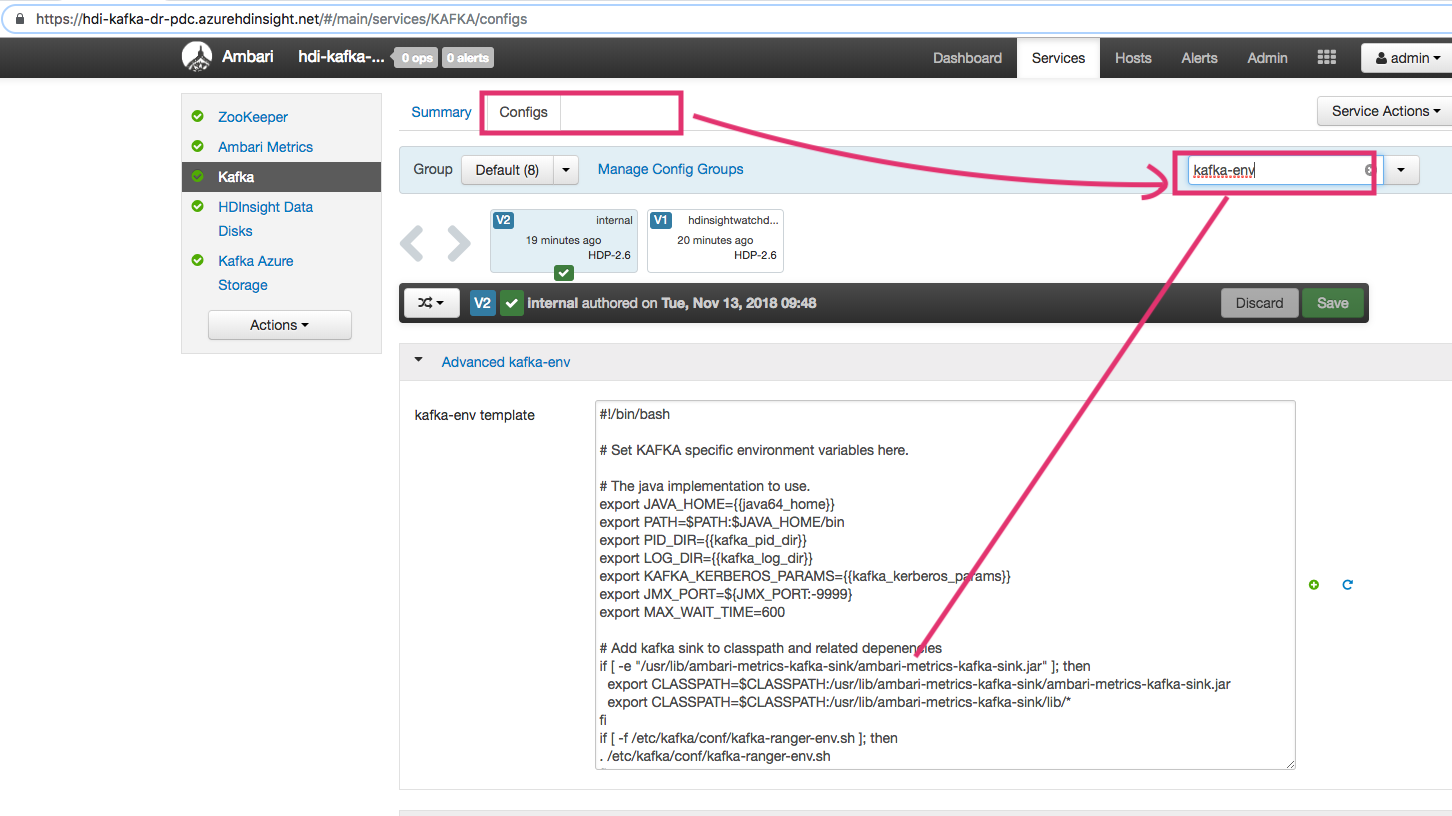 https://hdi-kafka-dr-pdc.azurehdinsight.net/#/main/services/KAFKA/configs
Ambari hdi-kafka-... 0 ops 0 alerts Dashboard Services Hosts Alerts Admin admin
ZooKeeper
Ambari Metrics
Kafka
HDInsight Data
Disks
Kafka Azure
Storage
Actions
Summary Configs Service Actions
Group Default (8) Manage Config Groups kafka-env
V2 internal
19 minutes ago
HDP-2.6
V1 hdinsightwatchd...
20 minutes ago
HDP-2.6
V2 internal authored on Tue, Nov 13, 2018 09:48 Discard Save
Advanced kafka-env
kafka-env template
#!/bin/bash
# Set KAFKA specific environment variables here.
# The java implementation to use.
export JAVA_HOME={{java64_home}}
export PATH=$PATH:$JAVA_HOME/bin
export PID_DIR={{kafka_pid_dir}}
export LOG_DIR={{kafka_log_dir}}
export KAFKA_KERBEROS_PARAMS={{kafka_kerberos_params}}
export JMX_PORT=${JMX_PORT:-9999}
export MAX_WAIT_TIME=600
# Add kafka sink to classpath and related depenencies
if [ -e "/usr/lib/ambari-metrics-kafka-sink/ambari-metrics-kafka-sink.jar" ]; then
export CLASSPATH=$CLASSPATH:/usr/lib/ambari-metrics-kafka-sink/ambari-metrics-kafka-sink.jar
export CLASSPATH=$CLASSPATH:/usr/lib/ambari-metrics-kafka-sink/lib/*
fi
if [ -f /etc/kafka/conf/kafka-ranger-env.sh ]; then
. /etc/kafka/conf/kafka-ranger-env.sh